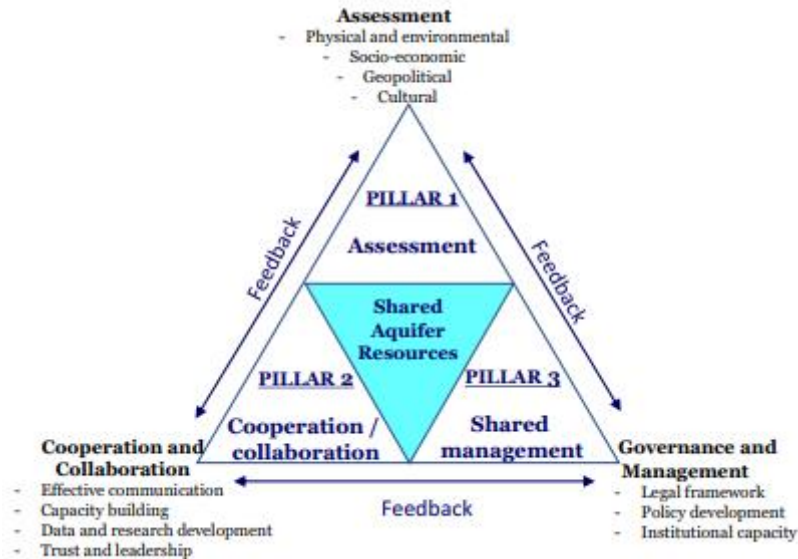 Assessment
- Physical and environmental
- Socio-economic
- Geopolitical
- Cultural
Feedback
Feedback
PILLAR 1
Assessment
Shared
Aquifer
Resources
PILLAR 2
Cooperation /
collaboration
PILLAR 3
Shared
management
Cooperation and
Collaboration
- Effective communication
- Capacity building
- Data and research development
- Trust and leadership
Feedback
Governance and
Management
- Legal framework
- Policy development
- Institutional capacity